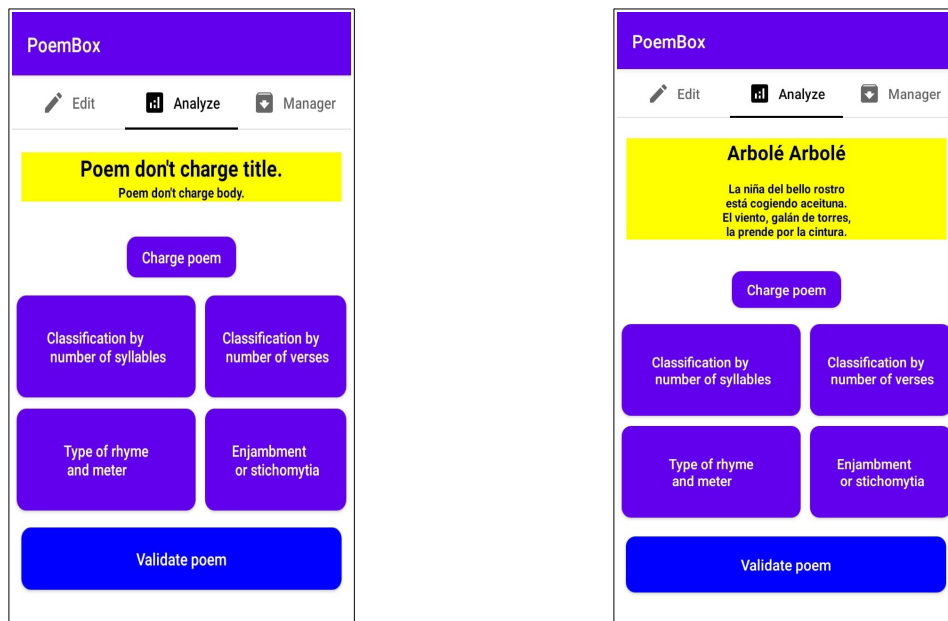 PoemBox
Edit
Analyze
Manager
Poem don't charge title.
Poem don't charge body.
Charge poem
Classification by
number of syllables
Classification by
number of verses
Type of rhyme
and meter
Enjambment
or stichomytia
Validate poem
PoemBox
Edit
Analyze
Manager
Arbolé Arbolé
La niña del bello rostro
está cogiendo aceituna.
El viento, galán de torres,
la prende por la cintura.
Charge poem
Classification by
number of syllables
Classification by
number of verses
Type of rhyme
and meter
Enjambment
or stichomytia
Validate poem